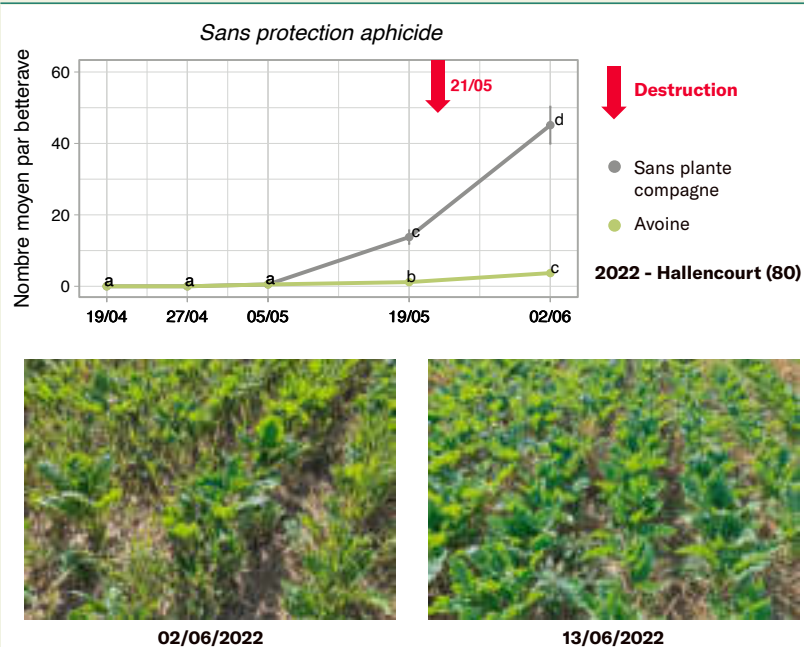 Sans protection aphicide
Nombre moyen par betterave
60
40
20
0
21/05
a
a
a
c
b
d
c
19/04
27/04
05/05
19/05
02/06
Destruction
Sans plante
compagne
Avoine
2022 - Hallencourt (80)
02/06/2022
13/06/2022